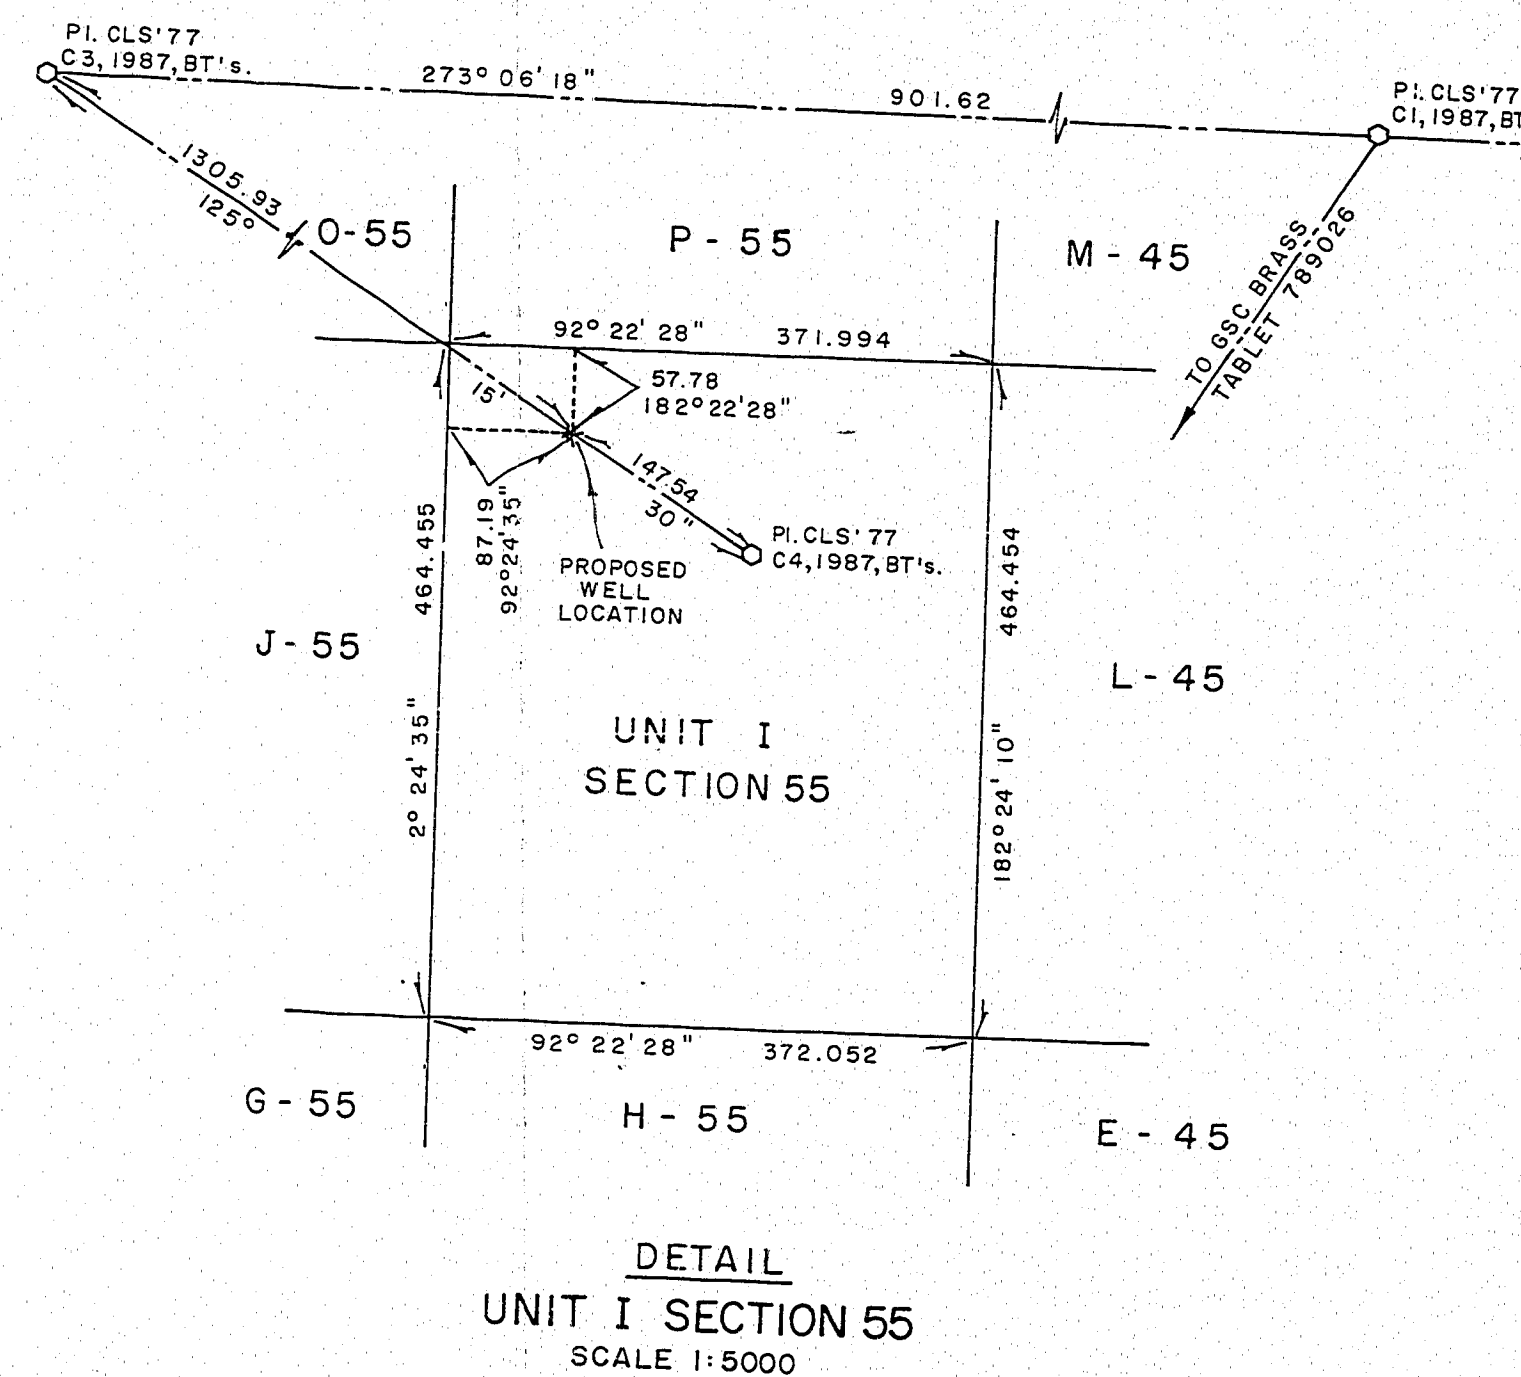 P1. CLS'77
C3, 1987, BT's.
273° 06' 18"
901.62
P1. CLS'77
C1, 1987, BT
1305.93
125°
O-55
P - 55
M - 45
TO GSC BRASS
TABLET 789026
92° 22' 28" 371.994
15'
57.78
182°22'28"
147.54
30"
P1. CLS'77
C4, 1987, BT's.
87.19
92°24'35"
PROPOSED
WELL
LOCATION
464.455
2° 24' 35"
464.454
182° 24' 10"
J - 55
L - 45
UNIT I
SECTION 55
92° 22' 28" 372.052
G - 55
H - 55
E - 45
DETAIL
UNIT I SECTION 55
SCALE 1:5000